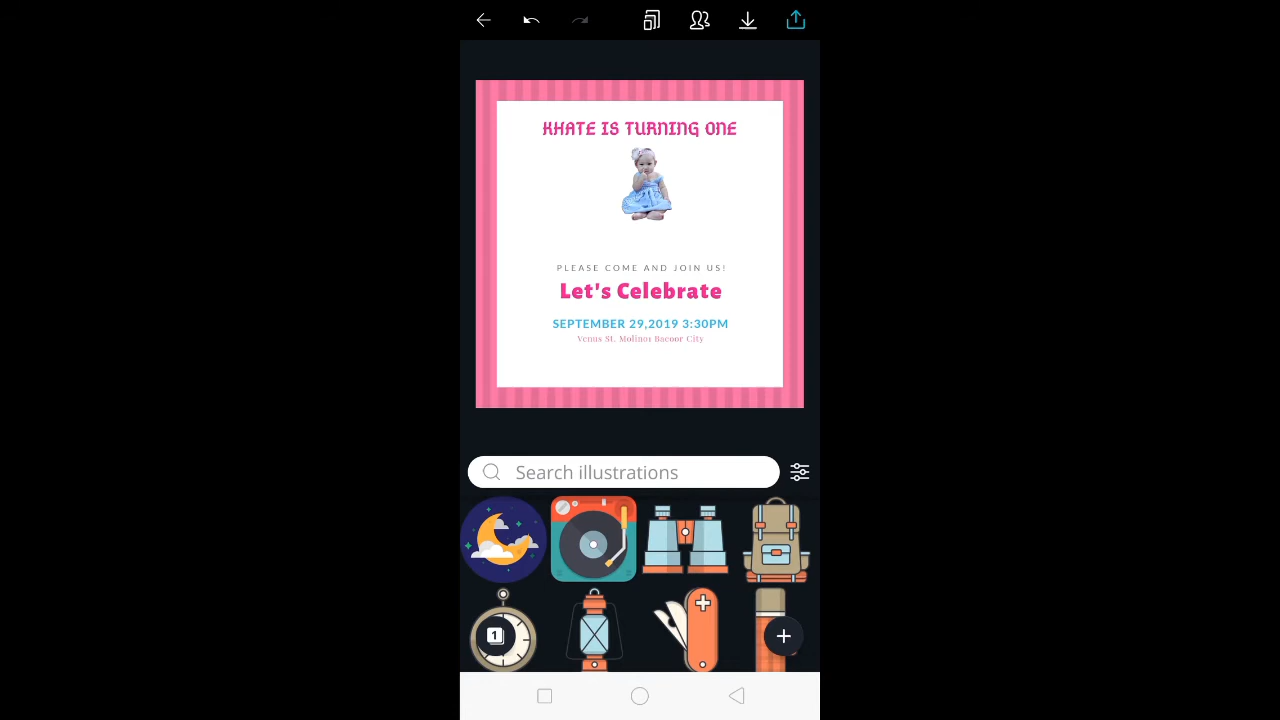 KHATE IS TURNING ONE
PLEASE COME AND JOIN US!
Let's Celebrate
SEPTEMBER 29,2019 3:30PM
Venus St. Molino1 Bacoor City
Search illustrations
1